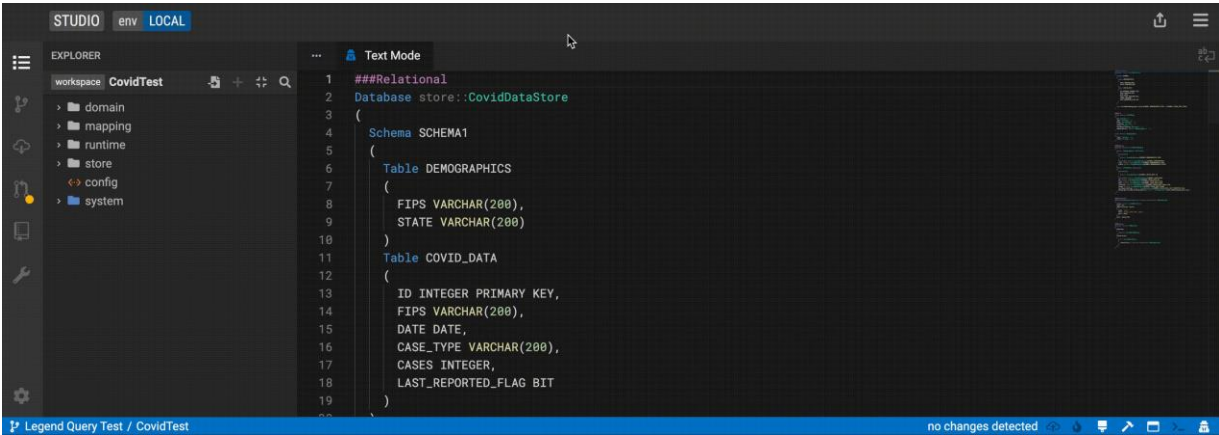 STUDIO env LOCAL
EXPLORER
workspace CovidTest
domain
mapping
runtime
store
config
system
Text Mode
1 ###Relational
2 Database store::CovidDataStore
3 (
4 Schema SCHEMA1
5 (
6 Table DEMOGRAPHICS
7 (
8 FIPS VARCHAR(200),
9 STATE VARCHAR(200)
10 )
11 Table COVID_DATA
12 (
13 ID INTEGER PRIMARY KEY,
14 FIPS VARCHAR(200),
15 DATE DATE,
16 CASE_TYPE VARCHAR(200),
17 CASES INTEGER,
18 LAST_REPORTED_FLAG BIT
19 )
Legend Query Test / CovidTest
no changes detected